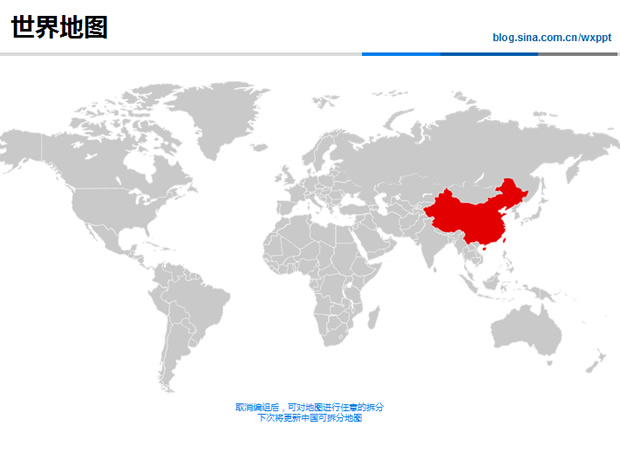 世界地图
blog.sina.com.cn/wxppt
取消编组后，可对地图进行任意的拆分
下次将更新中国可拆分地图